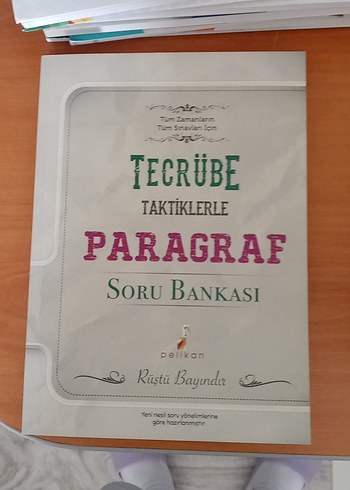 Tüm Zamanların
Tüm Sınavları İçin
TECRÜBE
TAKTİKLERLE
PARAGRAF
SORU BANKASI
pelikan
Rüştü Bayındır
Yeni nesil soru yönelimlerine
göre hazırlanmıştır.